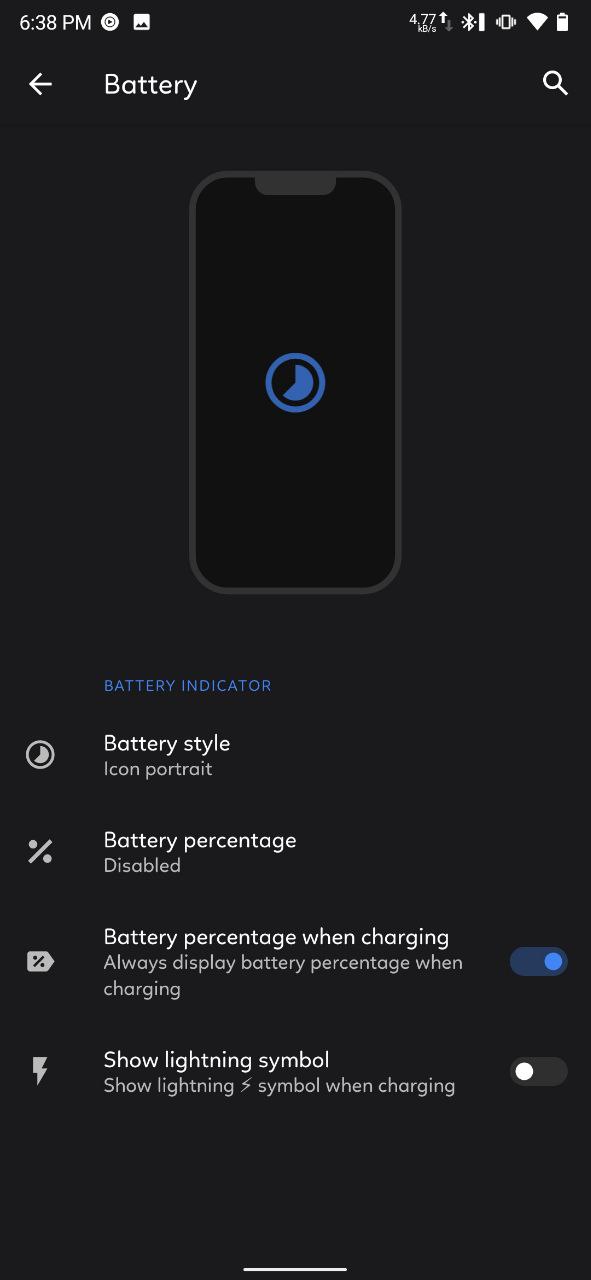 6:38 PM
4.77
kB/s
Battery
BATTERY INDICATOR
Battery style
Icon portrait
Battery percentage
Disabled
Battery percentage when charging
Always display battery percentage when
charging
Show lightning symbol
Show lightning ⚡ symbol when charging